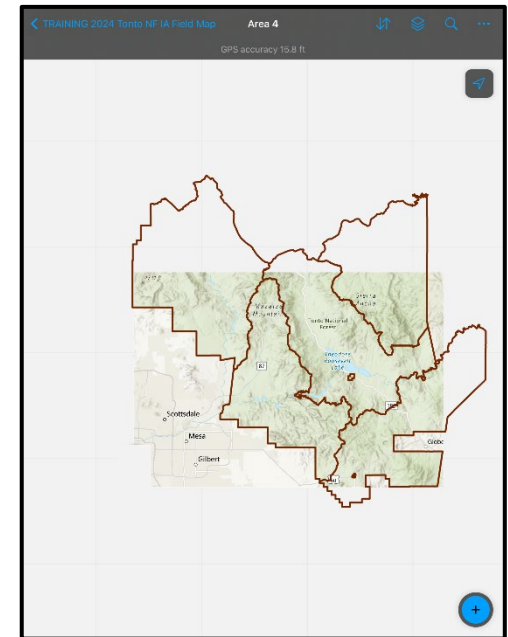 TRAINING 2024 Tonto NF IA Field Map
Area 4
GPS accuracy 15.8 ft
Tonto National
Forest
87
Scottsdale
Mesa
Gilbert
Globe